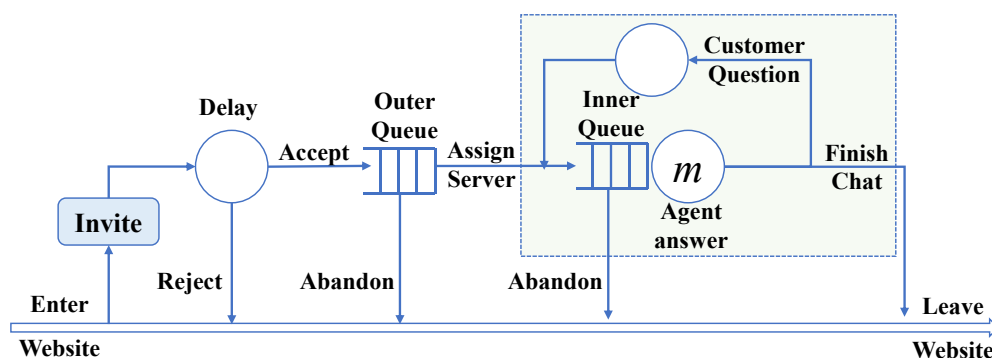 Customer
Question
Delay
Outer
Queue
Inner
Queue
Accept
Assign
Server
m
Finish
Chat
Invite
Agent
answer
Reject
Abandon
Abandon
Enter
Leave
Website
Website